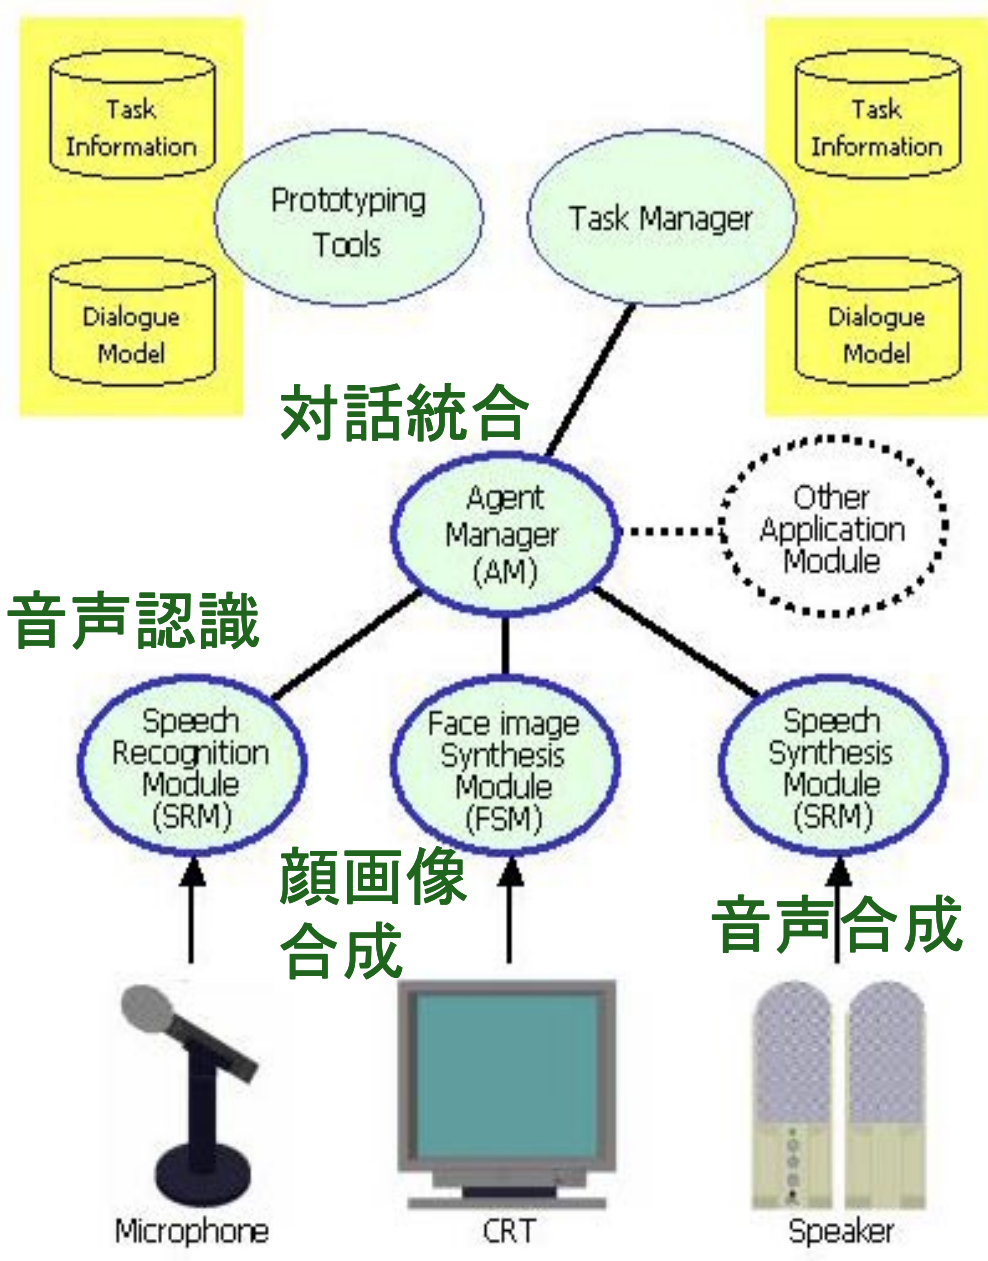 Task
Information
Dialogue
Model
Prototyping
Tools
Task Manager
Task
Information
Dialogue
Model
対話統合
Agent
Manager
(AM)
Other
Application
Module
音声認識
Speech
Recognition
Module
(SRM)
Face image
Synthesis
Module
(FSM)
Speech
Synthesis
Module
(SRM)
顔画像
合成
音声合成
Microphone
CRT
Speaker